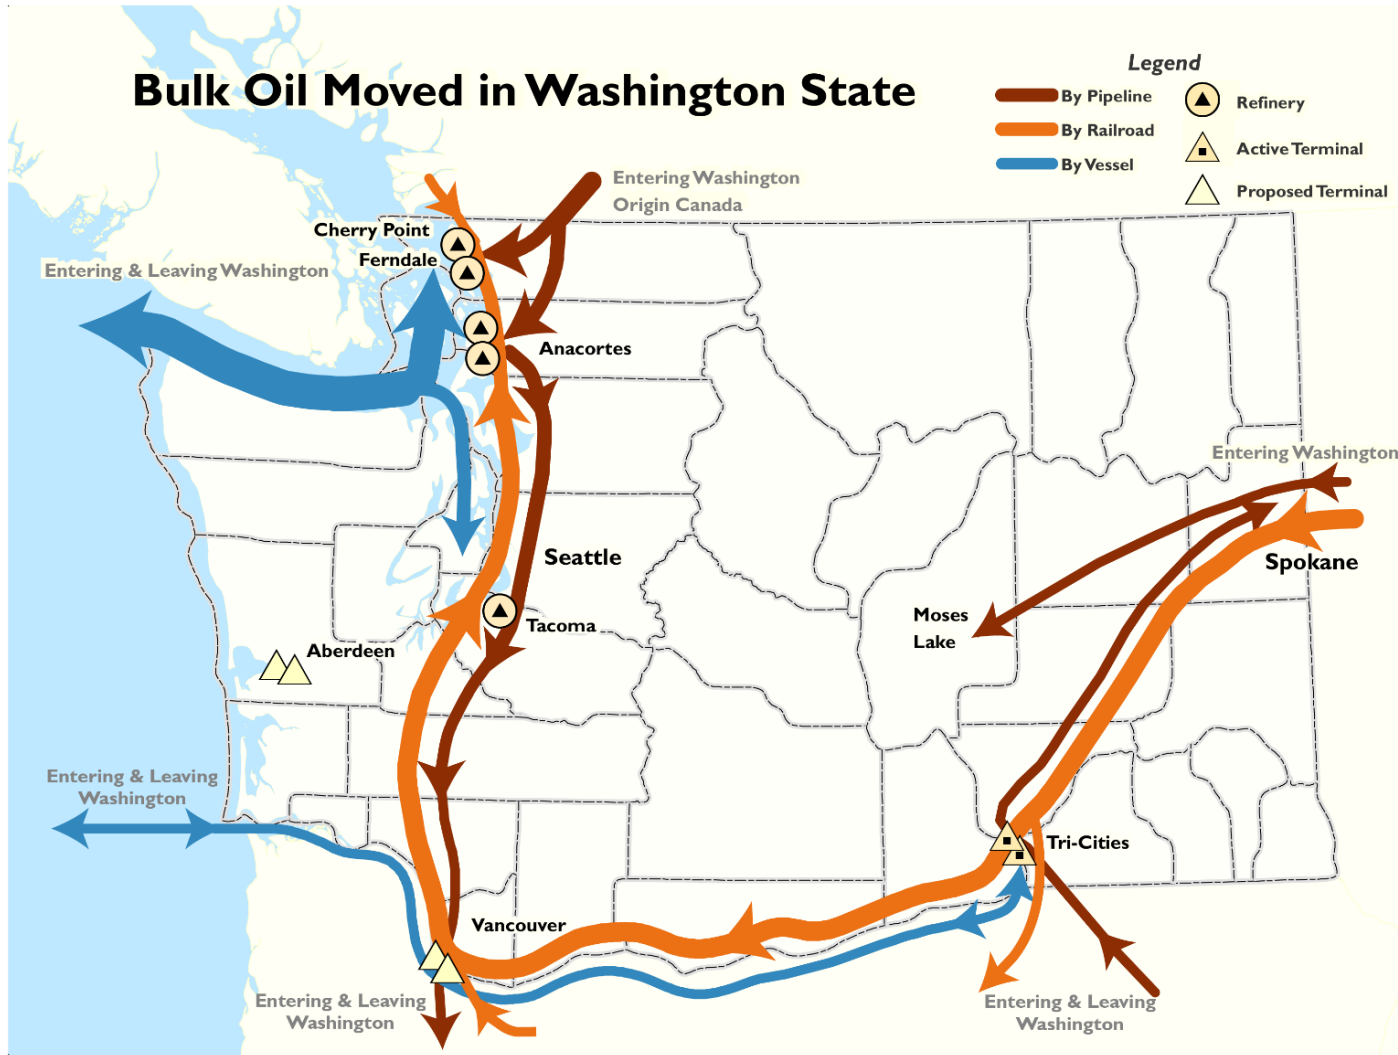 Bulk Oil Moved in Washington State
Legend
By Pipeline
By Railroad
By Vessel
Refinery
Active Terminal
Proposed Terminal
Entering Washington
Origin Canada
Cherry Point
Ferndale
Entering & Leaving Washington
Anacortes
Entering Washington
Seattle
Spokane
Moses
Lake
Tacoma
Aberdeen
Entering & Leaving
Washington
Tri-Cities
Vancouver
Entering & Leaving
Washington
Entering & Leaving
Washington